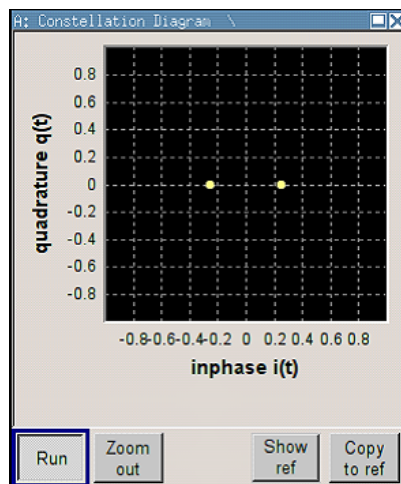 A: Constellation Diagram \
0.8
0.6
0.4
0.2
0
-0.2
-0.4
-0.6
-0.8
quadrature q(t)
-0.8-0.6-0.4-0.2 0 0.2 0.4 0.6 0.8
inphase i(t)
Run
Zoom out
Show ref
Copy to ref